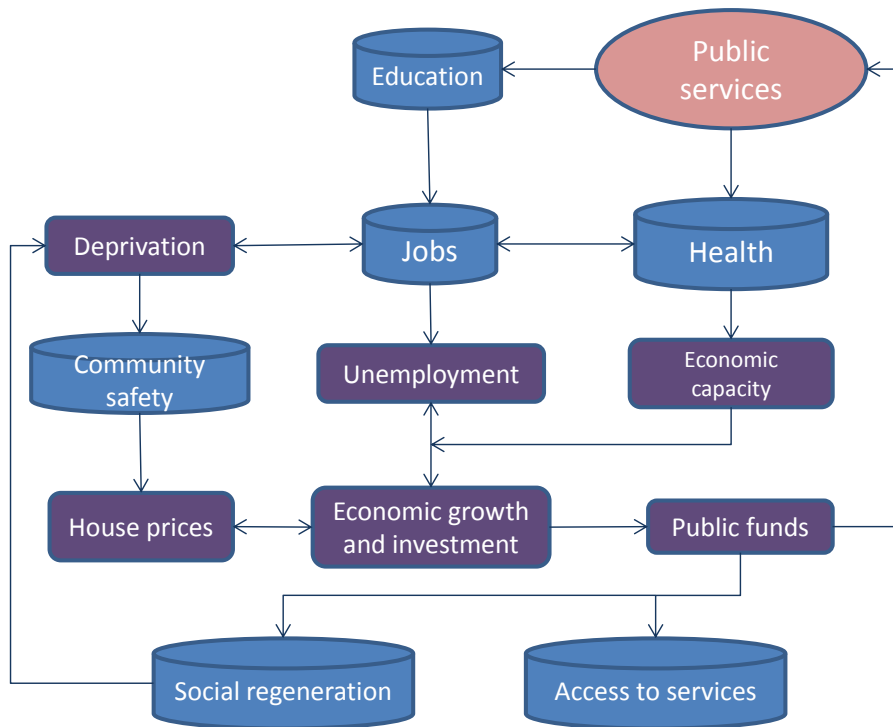 Public
services
Education
Deprivation
Jobs
Health
Community
safety
Unemployment
Economic
capacity
House prices
Economic growth
and investment
Public funds
Social regeneration
Access to services